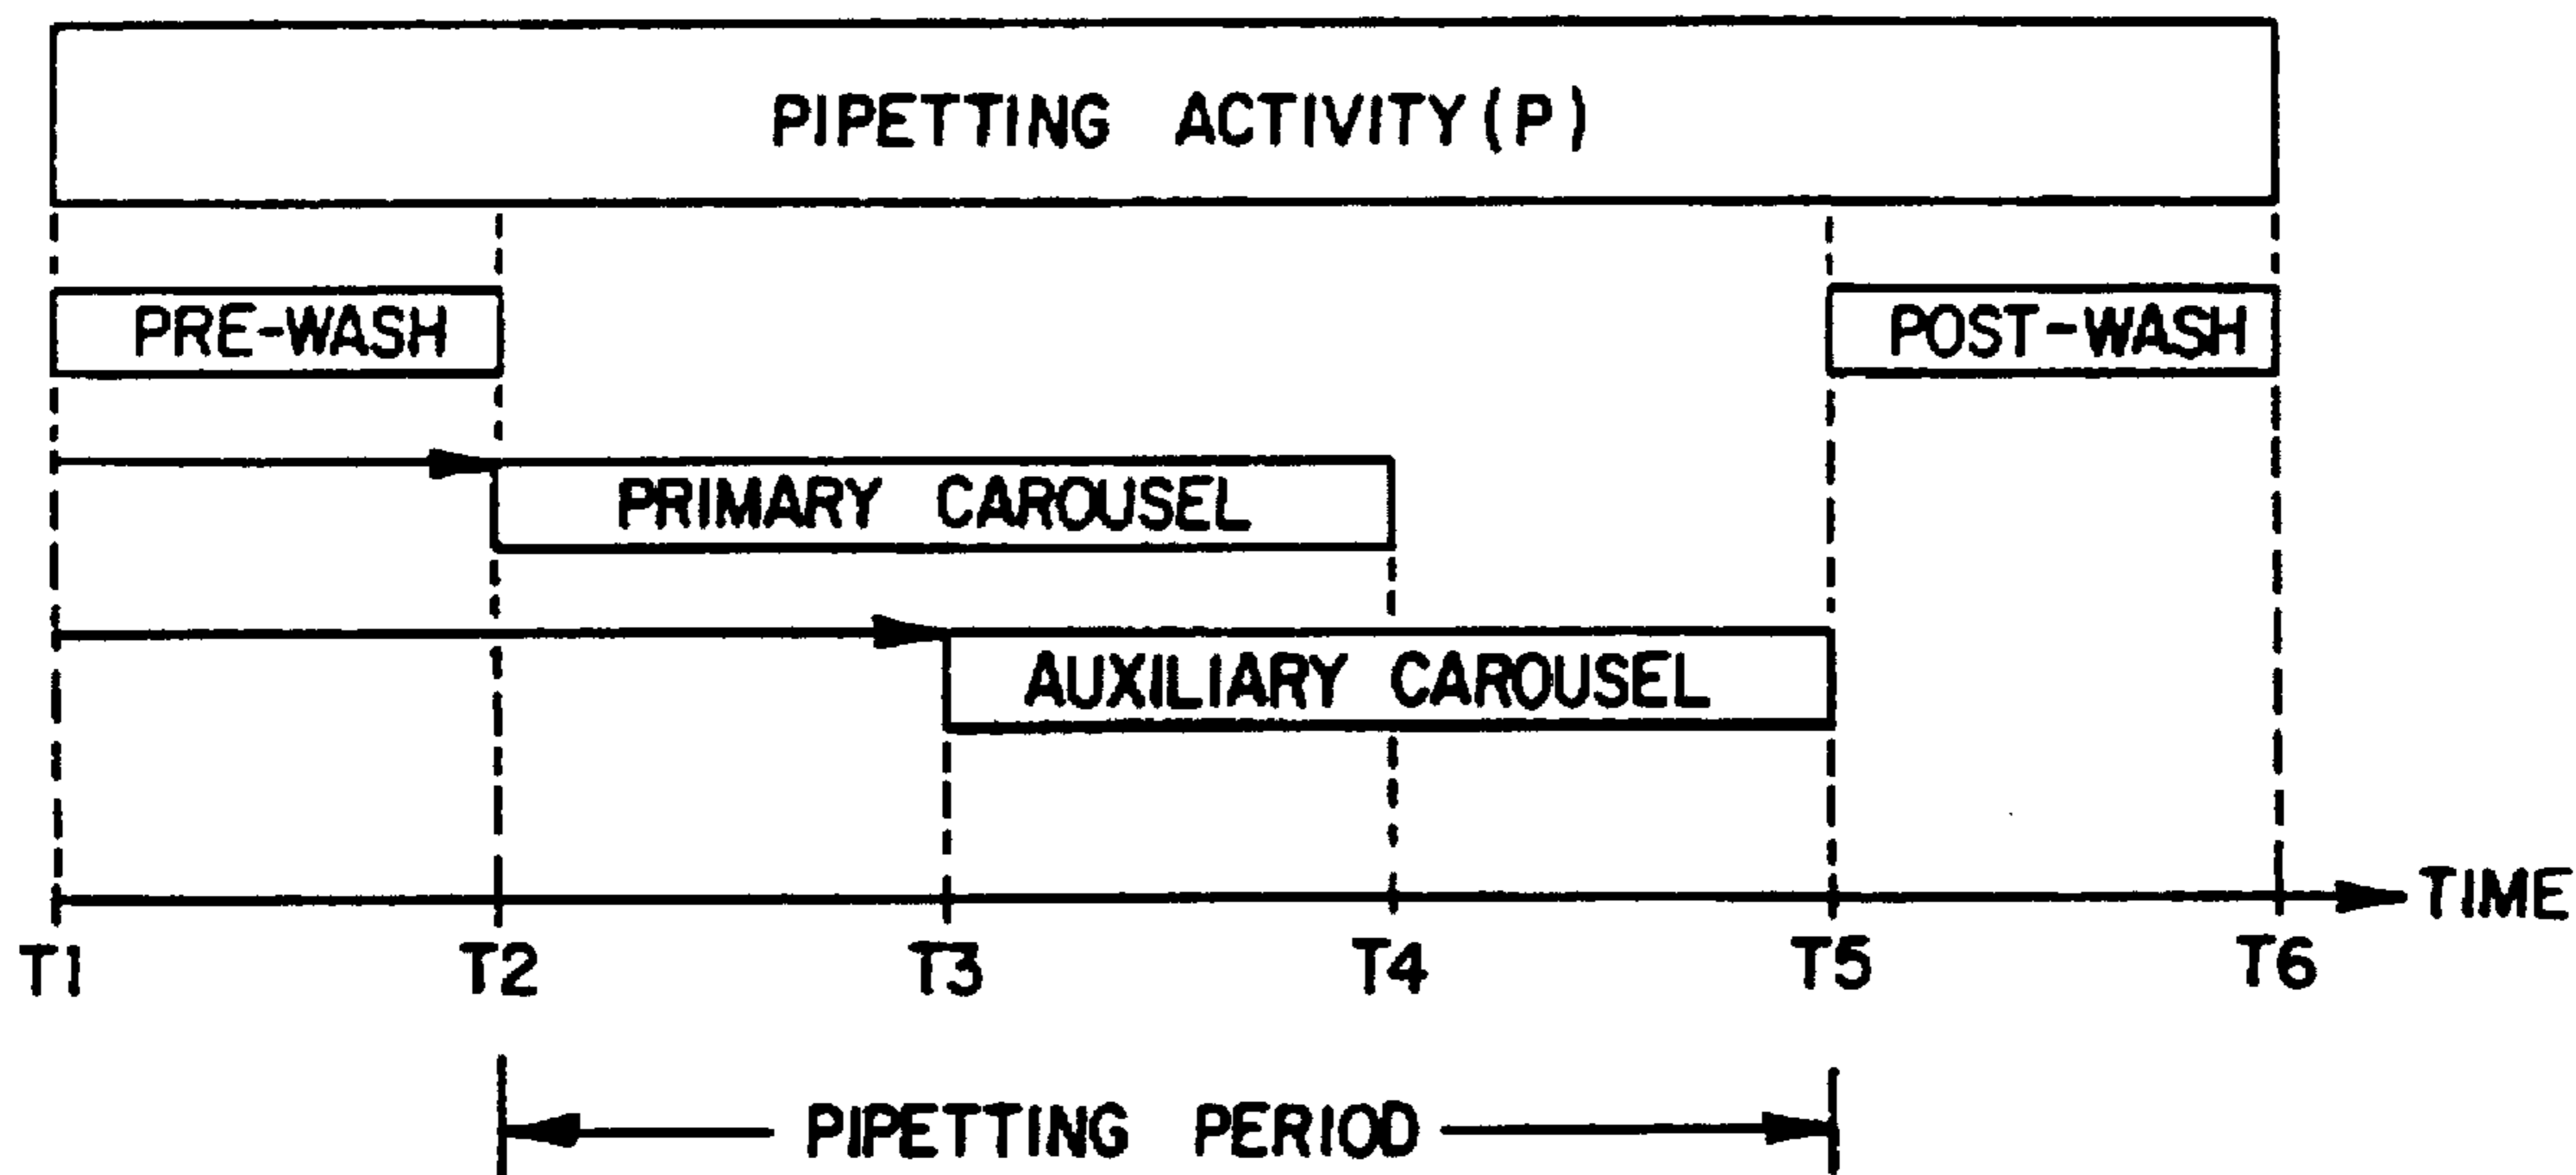 PIPETTING ACTIVITY(P)
PRE-WASH
POST-WASH
PRIMARY CAROUSEL
AUXILIARY CAROUSEL
TIME
T1 T2 T3 T4 T5 T6
PIPETTING PERIOD